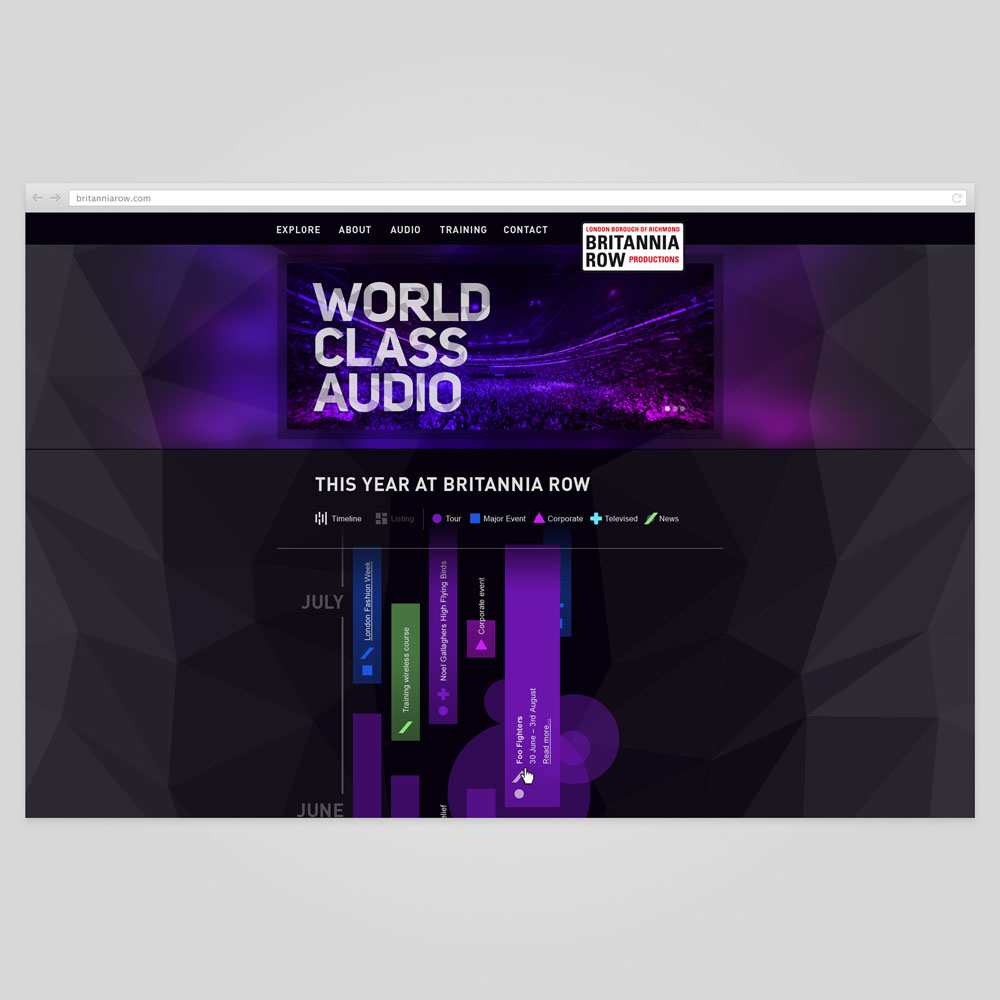 britanniarow.com
EXPLORE ABOUT AUDIO TRAINING CONTACT
LONDON BOROUGH OF RICHMOND
BRITANNIA
ROW PRODUCTIONS
WORLD
CLASS
AUDIO
THIS YEAR AT BRITANNIA ROW
Timeline Listing Tour Major Event Corporate Televised News
JULY
London Fashion Week
Training wireless course
Noel Gallaghers High Flying Birds
Corporate event
Foo Fighters
30 June – 3rd August
Read more...
JUNE